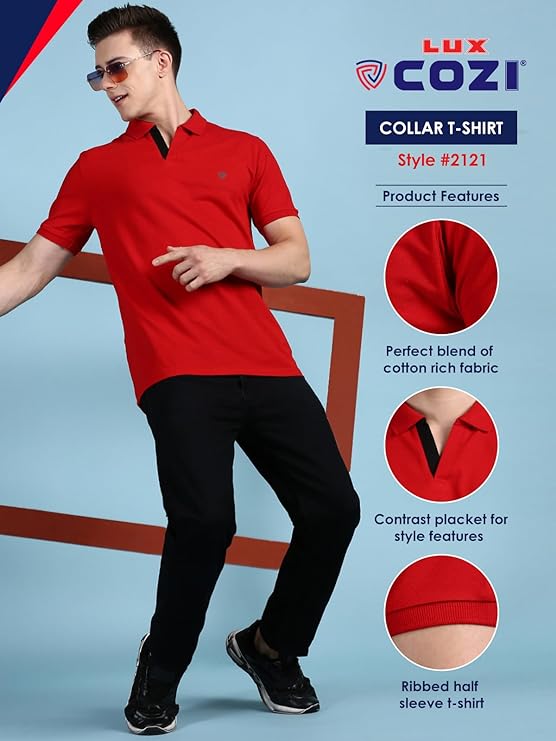 LUX
COZI®
COLLAR T-SHIRT
Style #2121
Product Features
Perfect blend of
cotton rich fabric
Contrast placket for
style features
Ribbed half
sleeve t-shirt